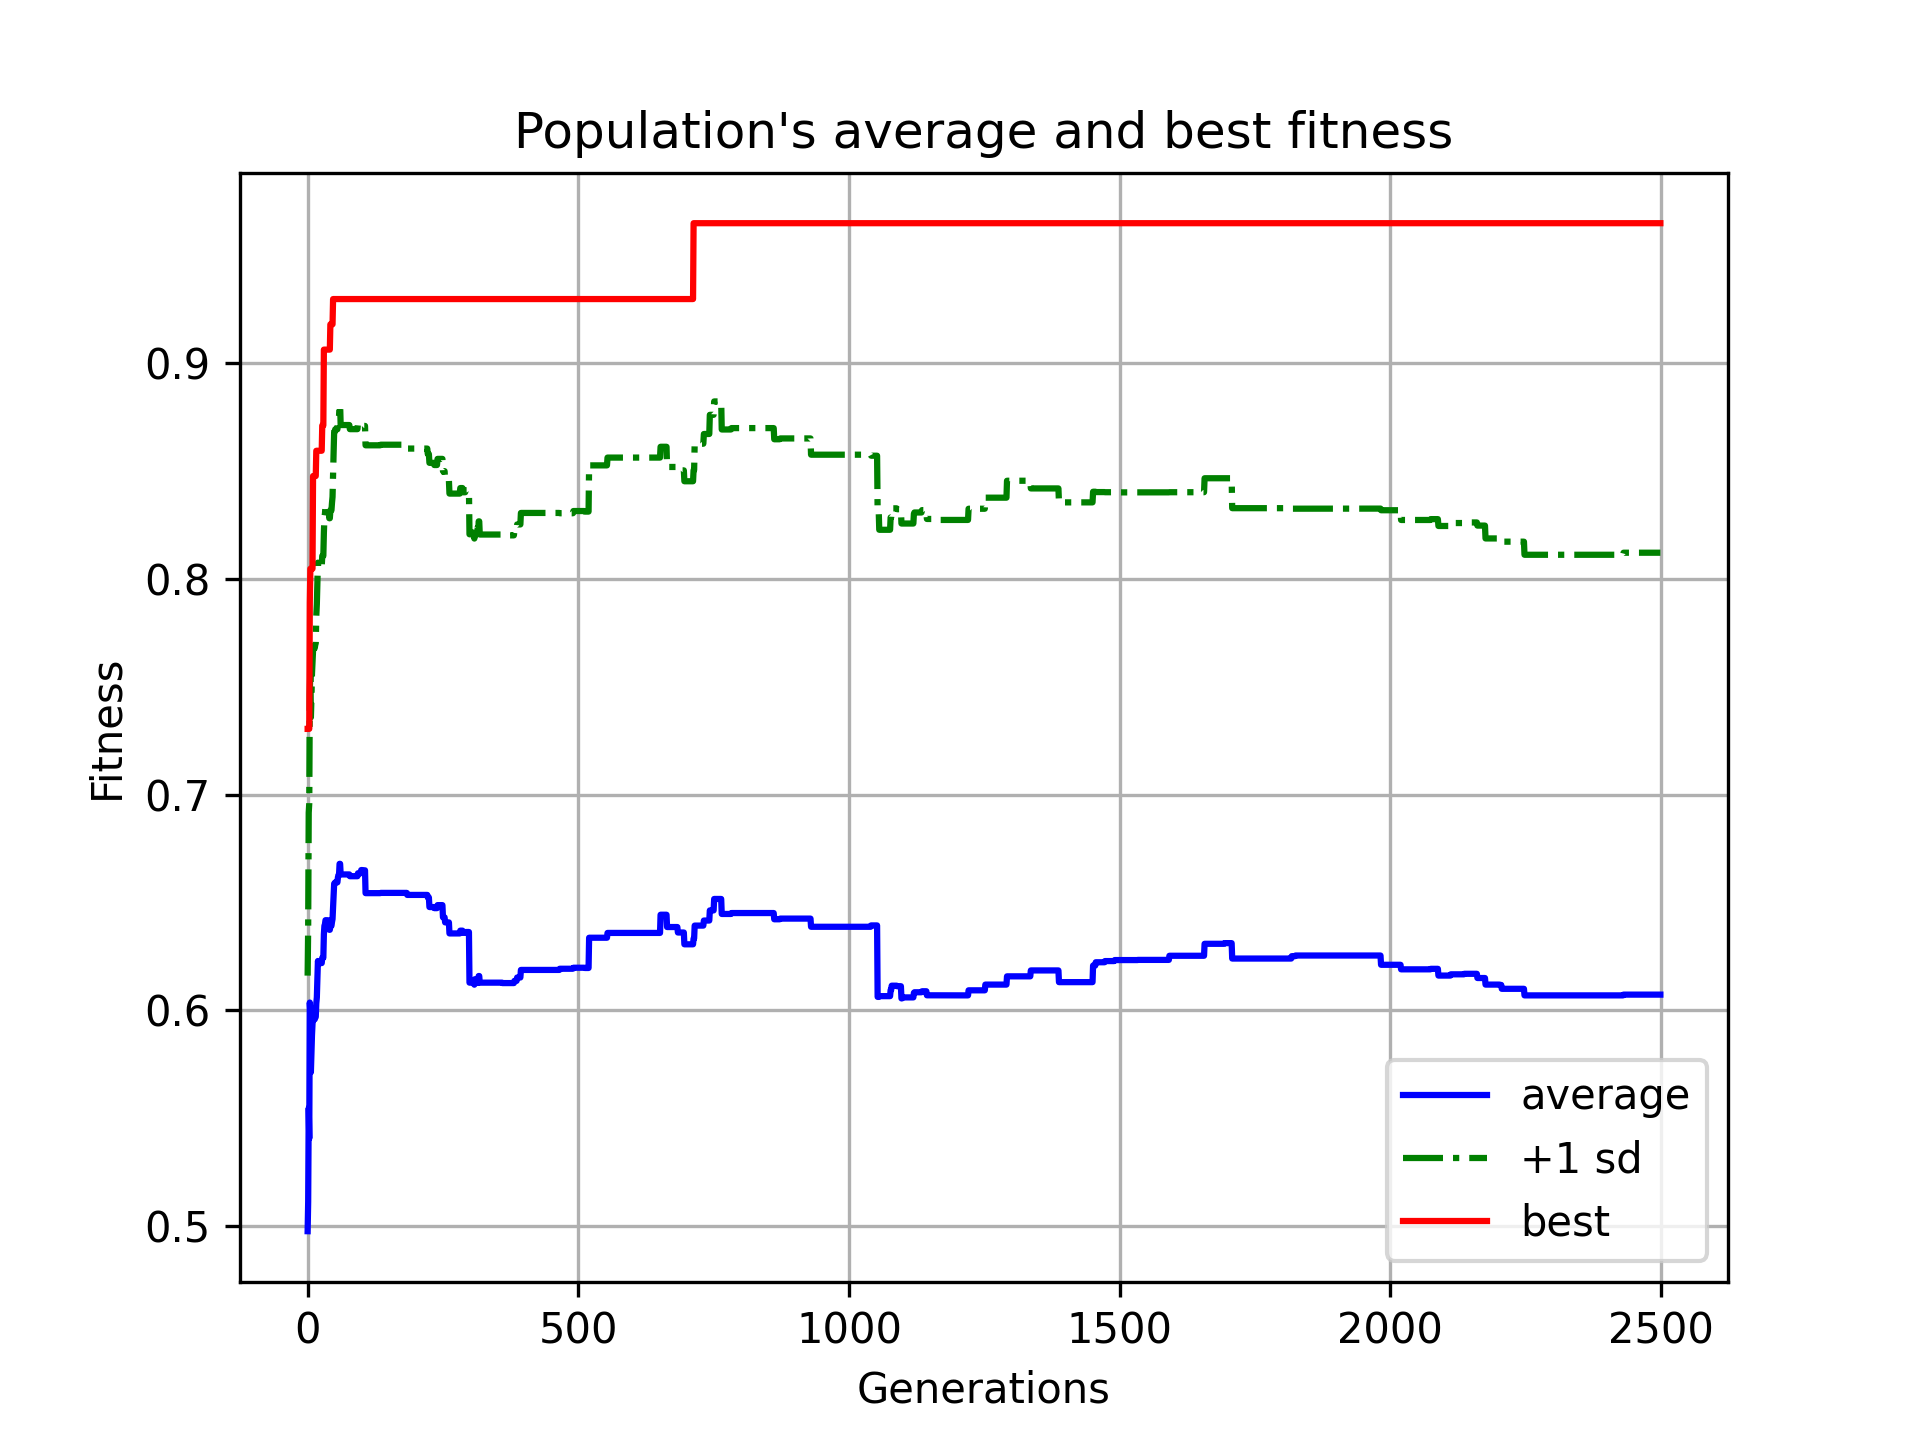 Population's average and best fitness
Fitness
0.9
0.8
0.7
0.6
0.5
average
+1 sd
best
0 500 1000 1500 2000 2500
Generations